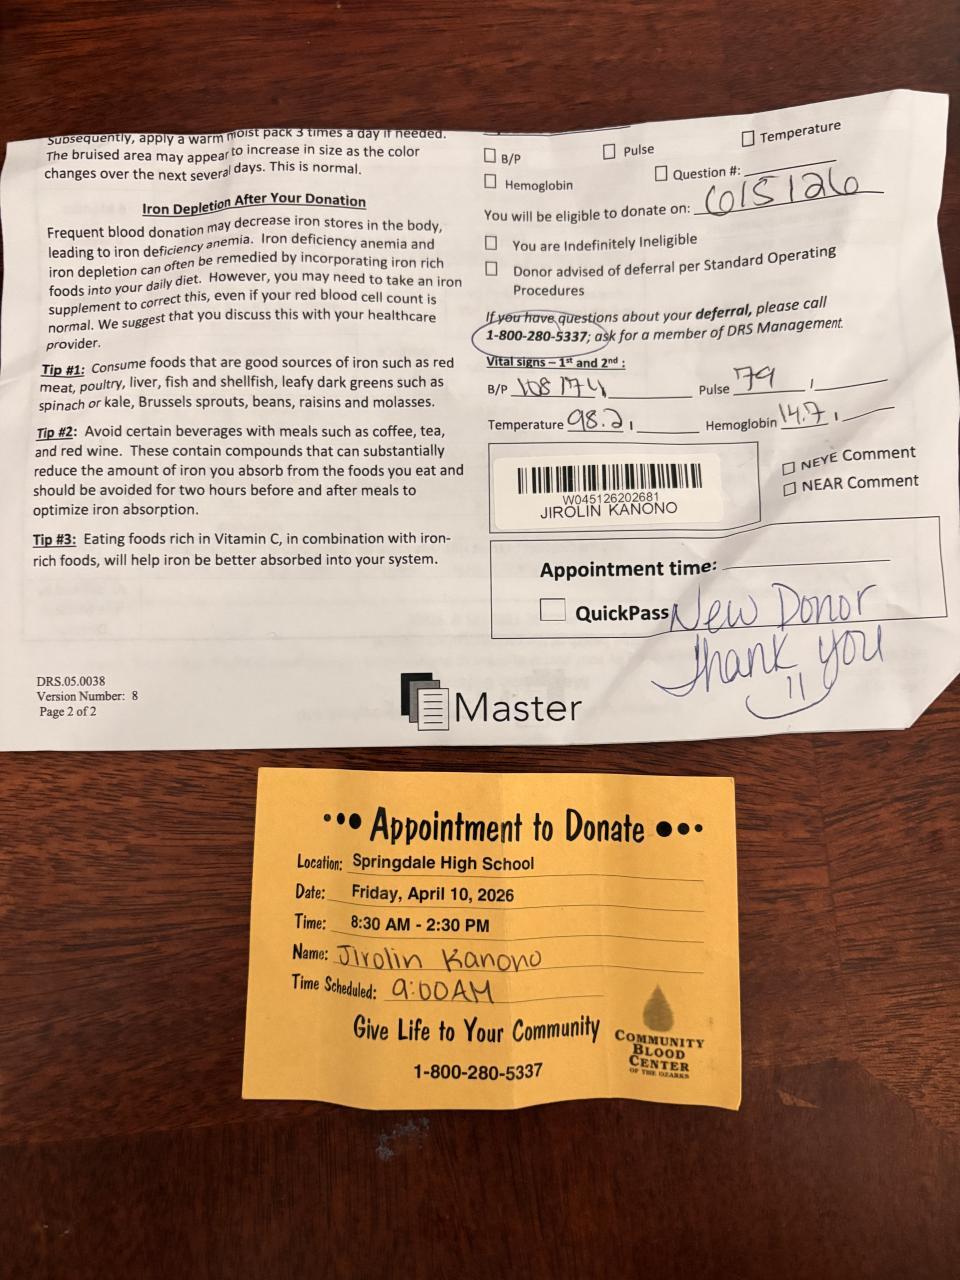 Subsequently, apply a warm moist pack 3 times a day if needed.
The bruised area may appear to increase in size as the color
changes over the next several days. This is normal.
Iron Depletion After Your Donation
Frequent blood donation may decrease iron stores in the body,
leading to iron deficiency anemia. Iron deficiency anemia and
iron depletion can often be remedied by incorporating iron rich
foods into your daily diet. However, you may need to take an iron
supplement to correct this, even if your red blood cell count is
normal. We suggest that you discuss this with your healthcare
provider.
Tip #1: Consume foods that are good sources of iron such as red
meat, poultry, liver, fish and shellfish, leafy dark greens such as
spinach or kale, Brussels sprouts, beans, raisins and molasses.
Tip #2: Avoid certain beverages with meals such as coffee, tea,
and red wine. These contain compounds that can substantially
reduce the amount of iron you absorb from the foods you eat and
should be avoided for two hours before and after meals to
optimize iron absorption.
Tip #3: Eating foods rich in Vitamin C, in combination with iron-
rich foods, will help iron be better absorbed into your system.
DRS.05.0038
Version Number: 8
Page 2 of 2
B/P Pulse Temperature
Hemoglobin Question #:
You will be eligible to donate on: 6/5/26
You are Indefinitely Ineligible
Donor advised of deferral per Standard Operating
Procedures
If you have questions about your deferral, please call
1-800-280-5337; ask for a member of DRS Management.
Vital signs – 1st and 2nd :
B/P 108/74 / Pulse 79 /
Temperature 98.2 / Hemoglobin 14.7 /
W045126202681
JIROLIN KANONO
NEYE Comment
NEAR Comment
Appointment time:
QuickPass
New Donor
Thank you
Master
Appointment to Donate
Location: Springdale High School
Date: Friday, April 10, 2026
Time: 8:30 AM - 2:30 PM
Name: Jirolin Kanono
Time Scheduled: 9:00AM
Give Life to Your Community
1-800-280-5337
COMMUNITY
BLOOD
CENTER
OF THE OZARKS